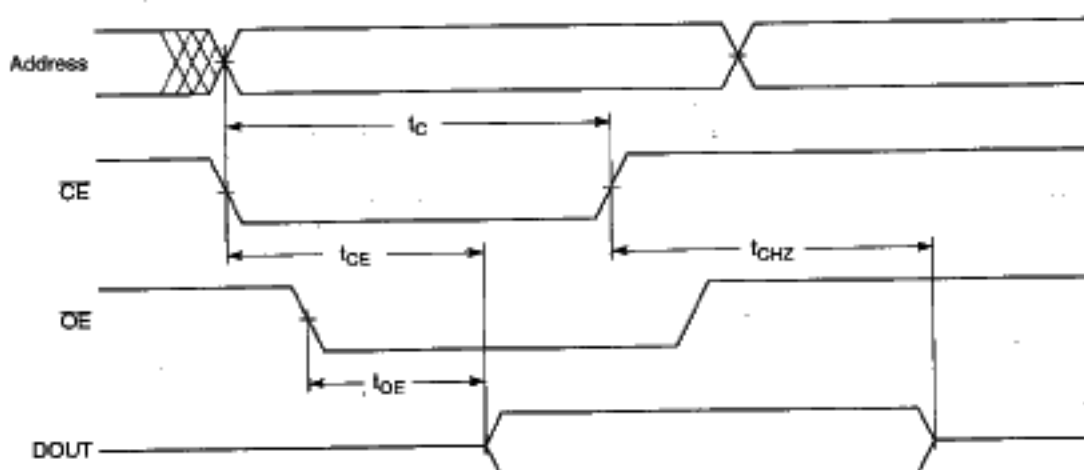 Address
tC
CE
tCE
tCHZ
OE
tOE
DOUT